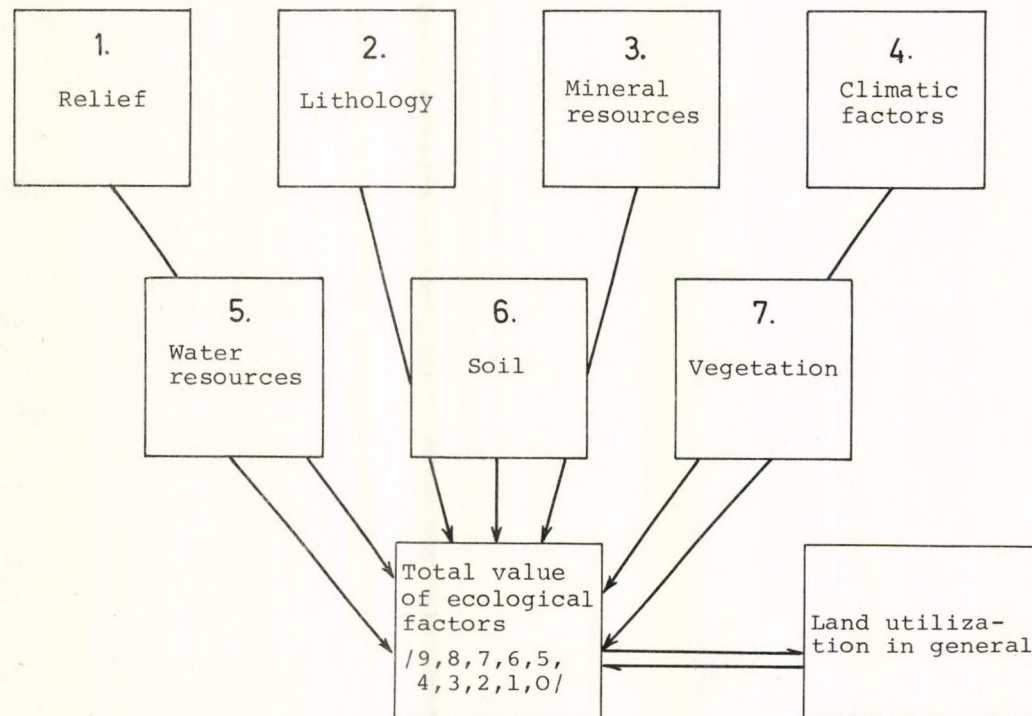 1.
Relief
2.
Lithology
3.
Mineral
resources
4.
Climatic
factors
5.
Water
resources
6.
Soil
7.
Vegetation
Total value
of ecological
factors
/9,8,7,6,5,
4,3,2,1,0/
Land utiliza-
tion in general